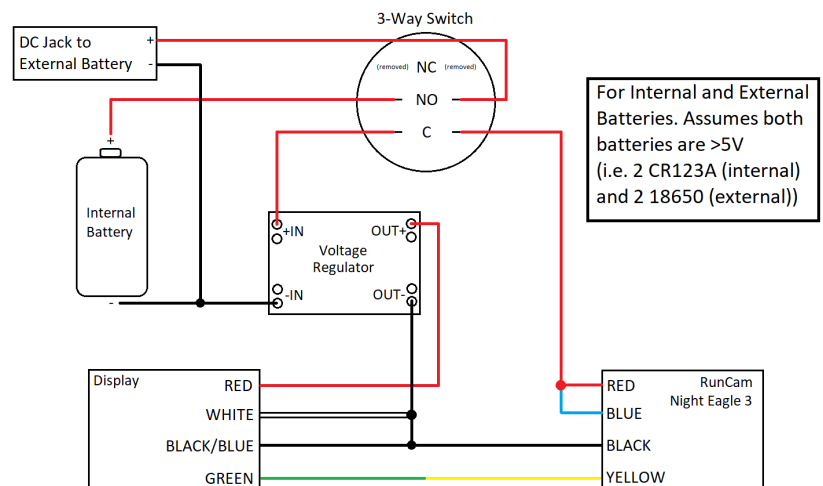 3-Way Switch
DC Jack to +
External Battery -
(removed) NC (removed)
NO
C
For Internal and External
Batteries. Assumes both
batteries are >5V
(i.e. 2 CR123A (internal)
and 2 18650 (external))
+
Internal
Battery
-
+IN OUT+
Voltage
Regulator
-IN OUT-
Display
RED
WHITE
BLACK/BLUE
GREEN
RED RunCam
Night Eagle 3
BLUE
BLACK
YELLOW